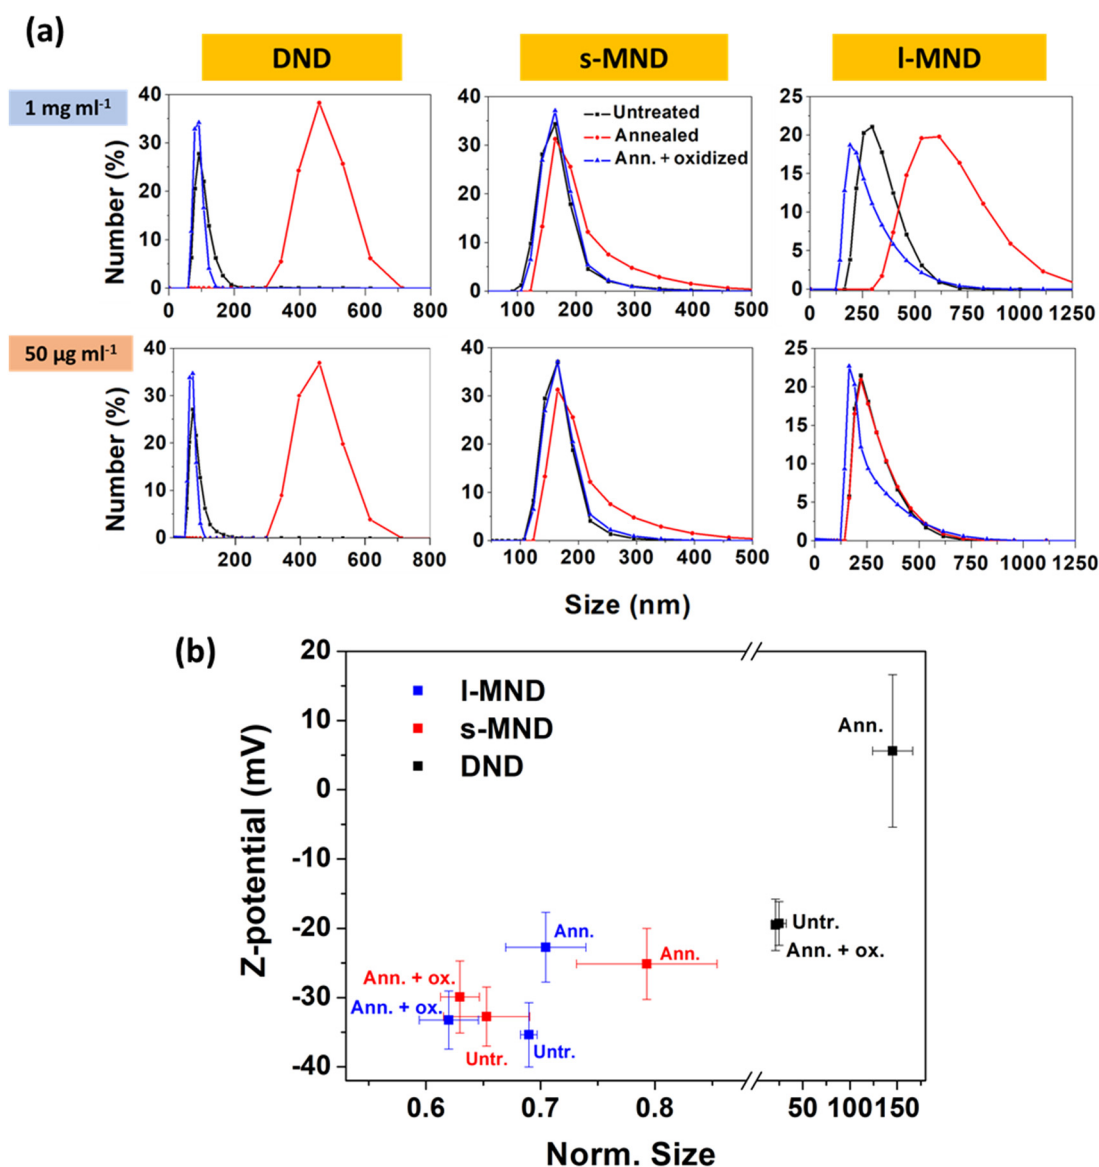 (a)
DND s-MND l-MND
1 mg ml-1
Number (%)
40
30
20
10
0
0 200 400 600 800
40
30
20
10
0
100 200 300 400 500
Untreated
Annealed
Ann. + oxidized
25
20
15
10
5
0
0 250 500 750 1000 1250
50 μg ml-1
Number (%)
40
30
20
10
0
200 400 600 800
40
30
20
10
0
100 200 300 400 500
25
20
15
10
5
0
0 250 500 750 1000 1250
Size (nm)
(b)
Z-potential (mV)
20
10
0
-10
-20
-30
-40
l-MND
s-MND
DND
Ann.
Untr.
Ann. + ox.
Ann.
Ann.
Ann. + ox.
Ann. + ox.
Untr.
Untr.
0.6 0.7 0.8 50 100 150
Norm. Size